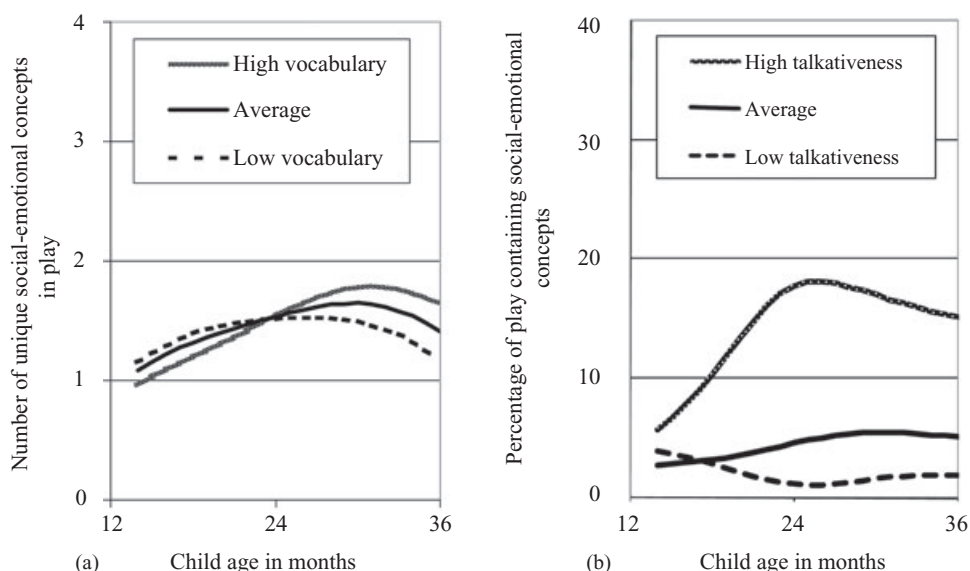 Number of unique social-emotional concepts
in play
4
3
2
1
0
High vocabulary
Average
Low vocabulary
12
24
36
(a)
Child age in months
Percentage of play containing social-emotional
concepts
40
30
20
10
0
High talkativeness
Average
Low talkativeness
12
24
36
(b)
Child age in months